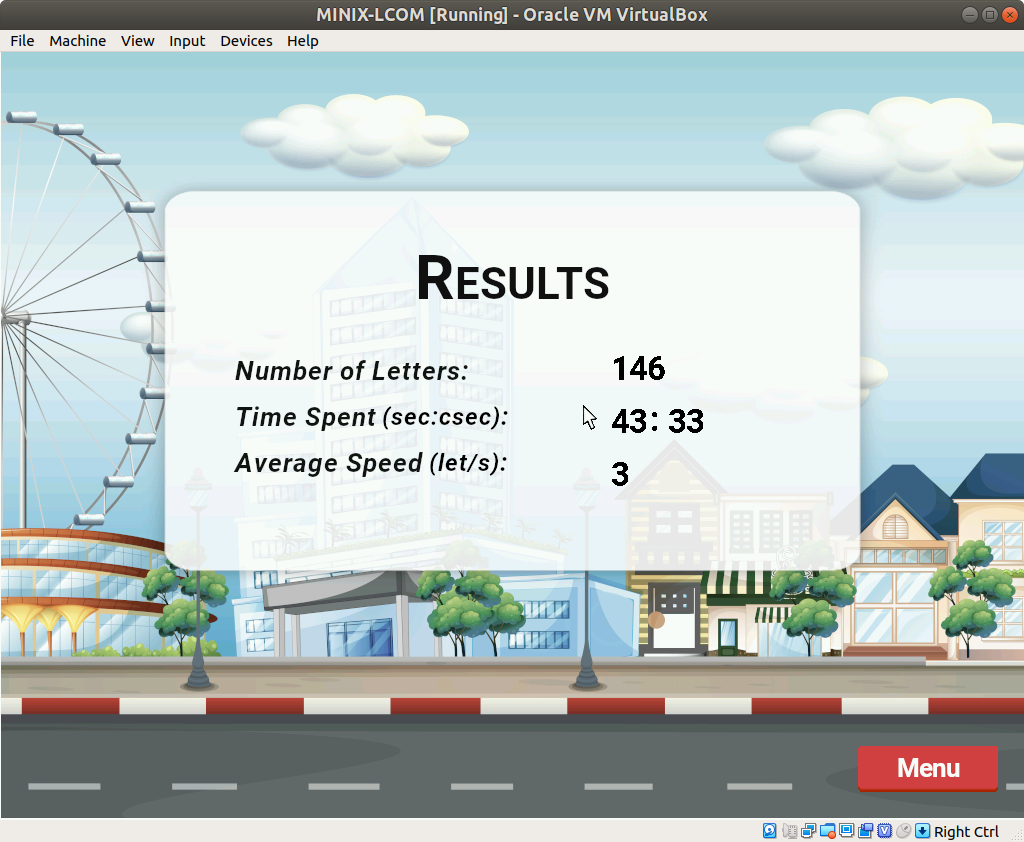 MINIX-LCOM [Running] - Oracle VM VirtualBox
File Machine View Input Devices Help
RESULTS
Number of Letters: 146
Time Spent (sec:csec): 43: 33
Average Speed (let/s): 3
Menu
Right Ctrl